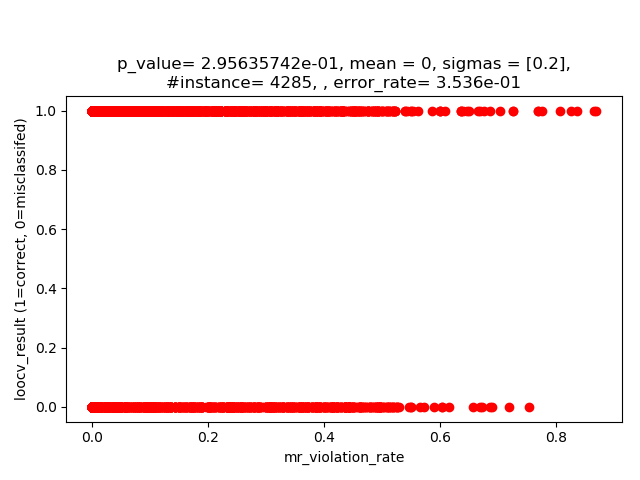 p_value= 2.95635742e-01, mean = 0, sigmas = [0.2],
#instance= 4285, , error_rate= 3.536e-01
loocv_result (1=correct, 0=misclassifed)
1.0
0.8
0.6
0.4
0.2
0.0
0.0 0.2 0.4 0.6 0.8
mr_violation_rate